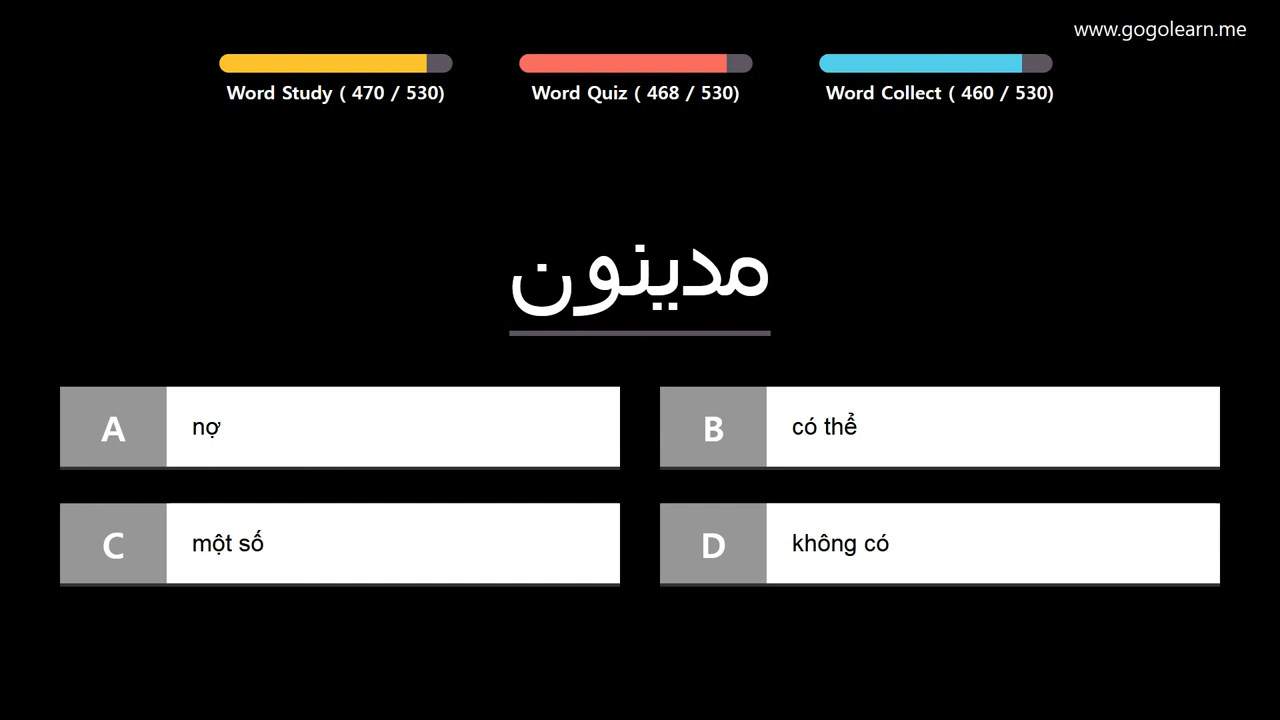 www.gogolearn.me
Word Study ( 470 / 530)
Word Quiz ( 468 / 530)
Word Collect ( 460 / 530)
مدينون
A nợ
B có thể
C một số
D không có